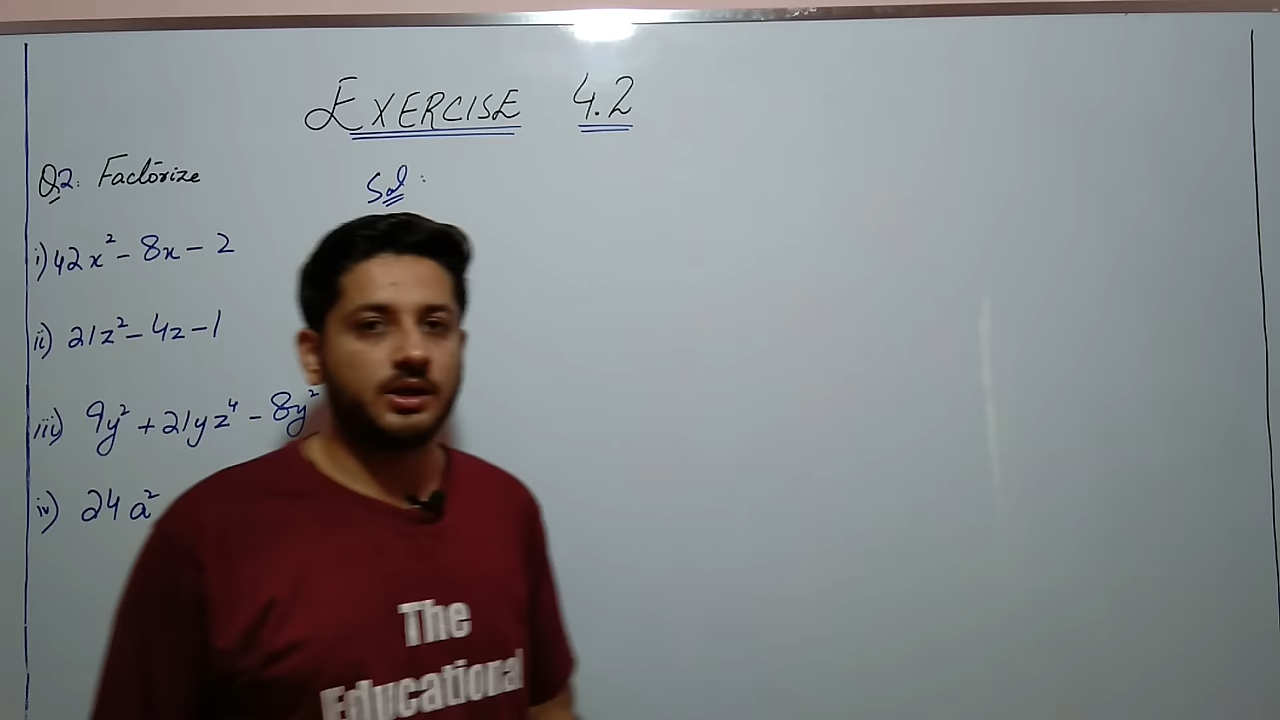 EXERCISE 4.2
Q2: Factorize
Sol:
i) 42x² - 8x - 2
ii) 21z² - 4z - 1
iii) 9y² + 21yz⁴ - 8y²
iv) 24a²
The
Educational